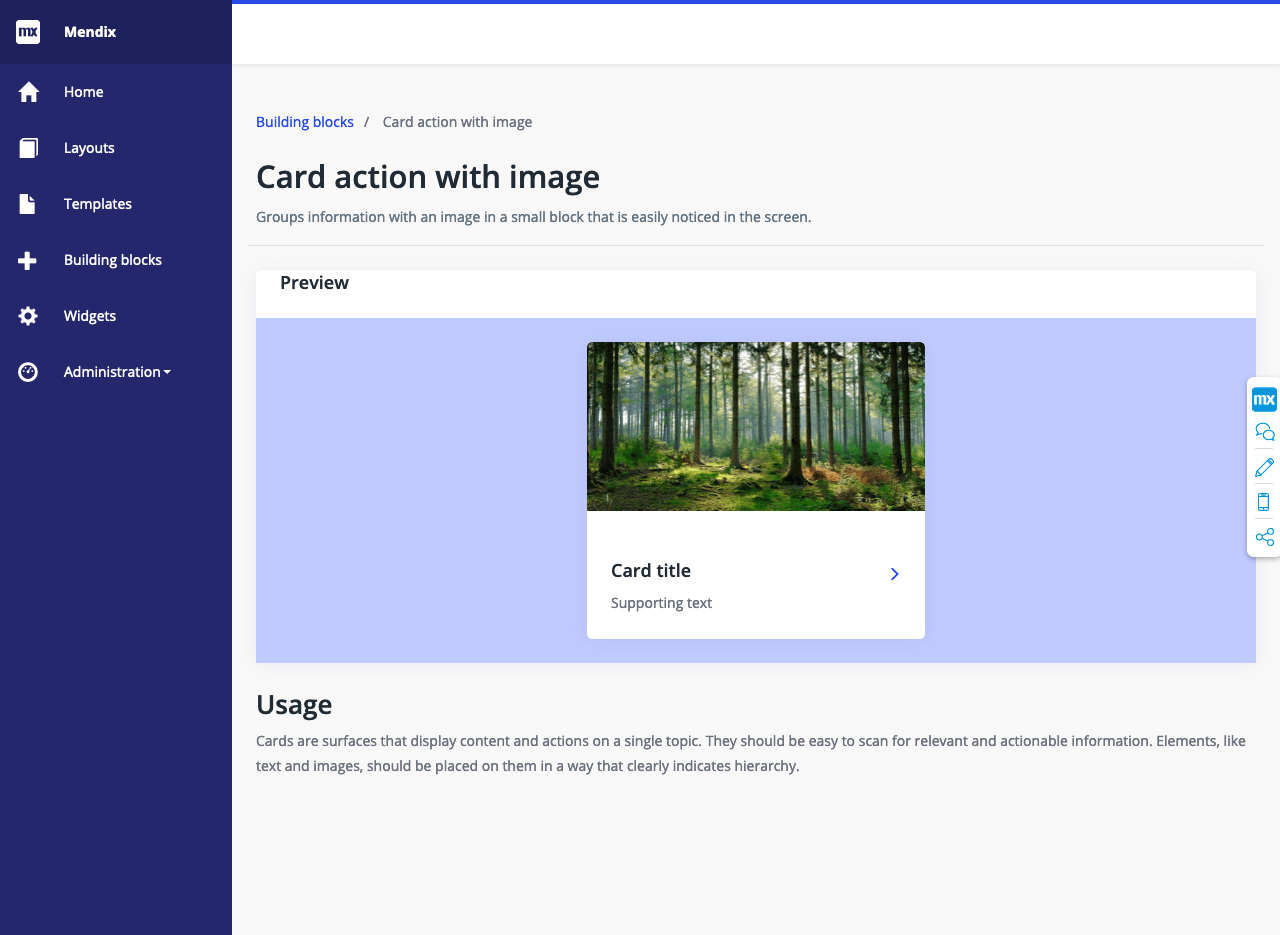 mx Mendix
Home
Layouts
Templates
Building blocks
Widgets
Administration
Building blocks / Card action with image
Card action with image
Groups information with an image in a small block that is easily noticed in the screen.
Preview
Card title
Supporting text
mx
Usage
Cards are surfaces that display content and actions on a single topic. They should be easy to scan for relevant and actionable information. Elements, like
text and images, should be placed on them in a way that clearly indicates hierarchy.